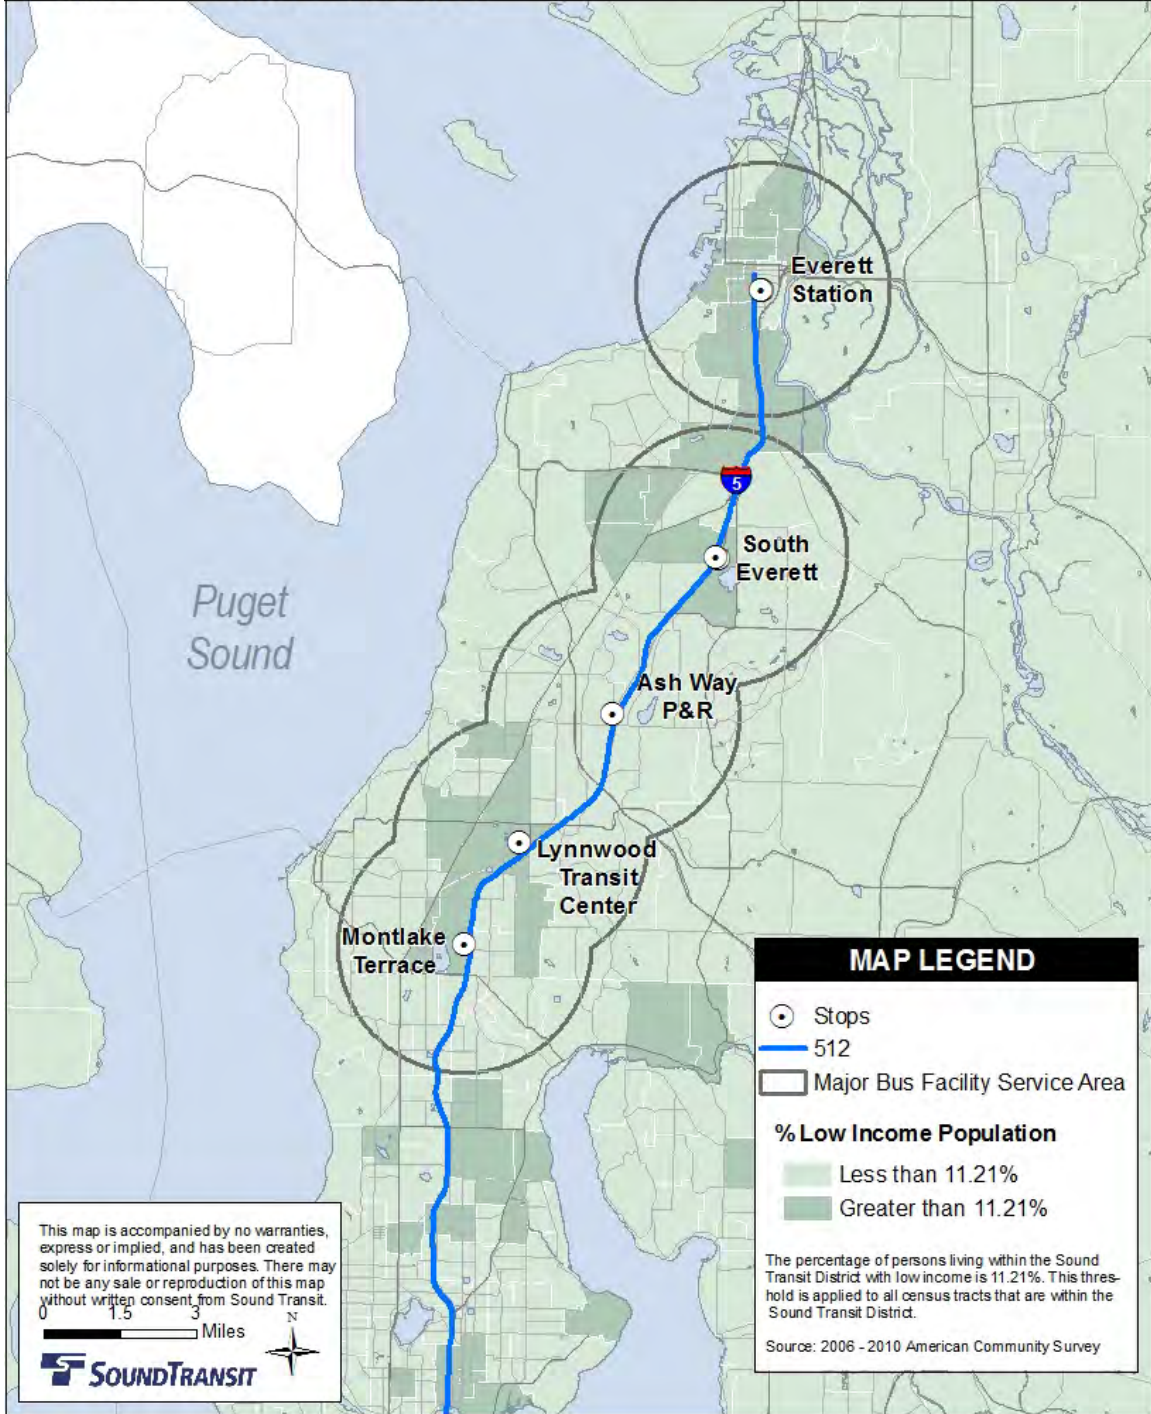 Everett
Station
5
South
Everett
Puget
Sound
Ash Way
P&R
Lynnwood
Transit
Center
Montlake
Terrace
MAP LEGEND
Stops
512
Major Bus Facility Service Area
% Low Income Population
Less than 11.21%
Greater than 11.21%
The percentage of persons living within the Sound
Transit District with low income is 11.21%. This thres-
hold is applied to all census tracts that are within the
Sound Transit District.
Source: 2006 - 2010 American Community Survey
This map is accompanied by no warranties,
express or implied, and has been created
solely for informational purposes. There may
not be any sale or reproduction of this map
without written consent from Sound Transit.
0 1.5 3
Miles
N
SOUNDTRANSIT